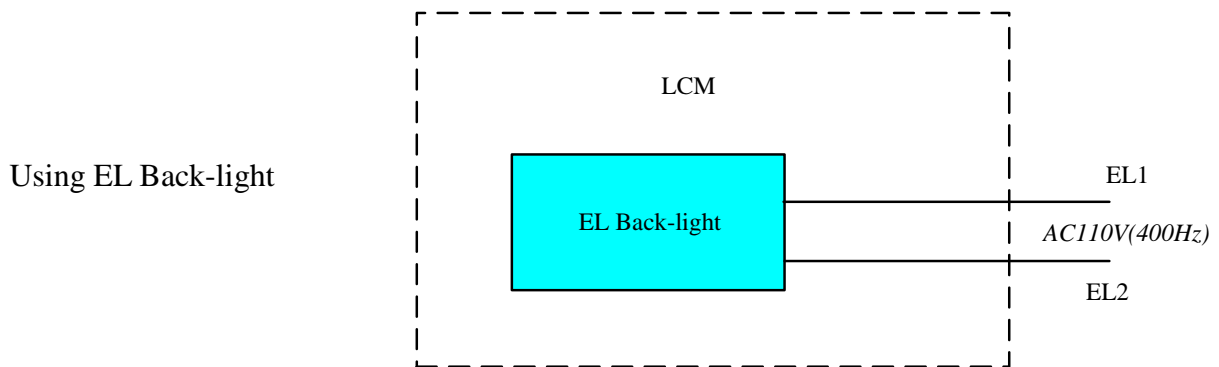 LCM
Using EL Back-light
EL Back-light
EL1
AC110V(400Hz)
EL2